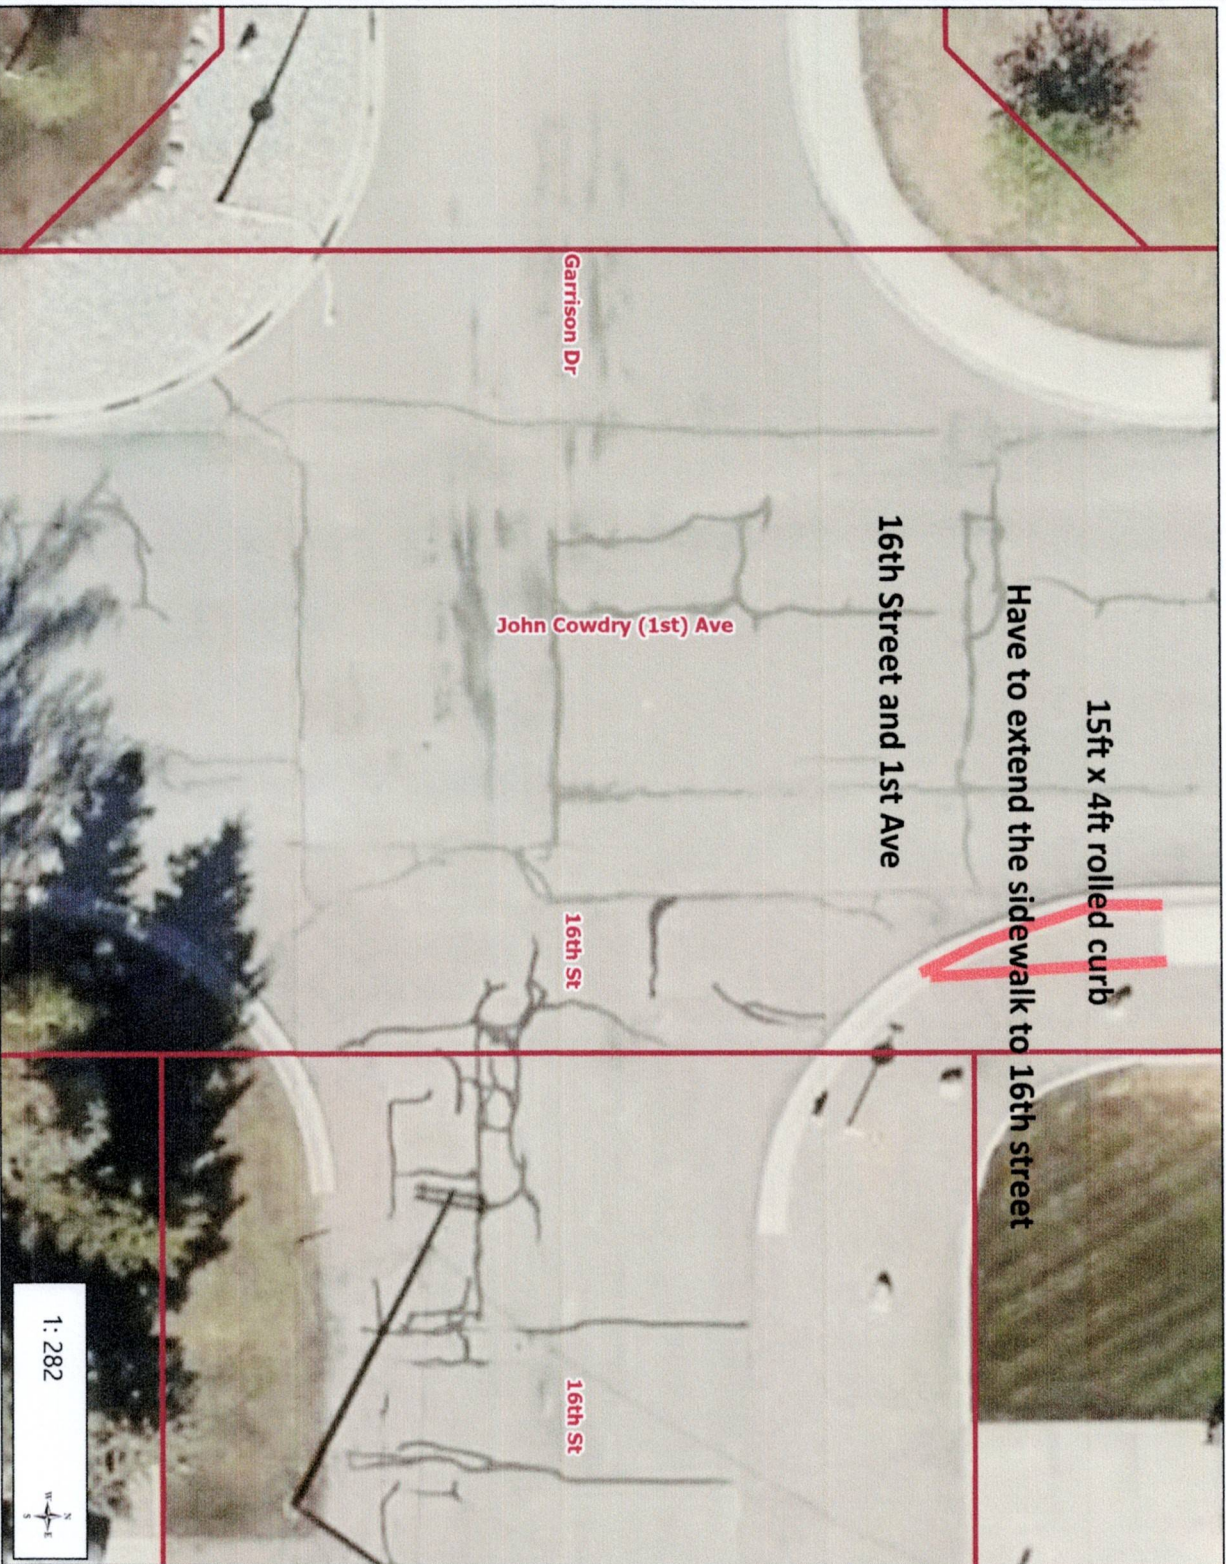 15ft x 4ft rolled curb
Have to extend the sidewalk to 16th street
16th Street and 1st Ave
Garrison Dr
John Cowdry (1st) Ave
16th St
16th St
1: 282
N
W
E
S